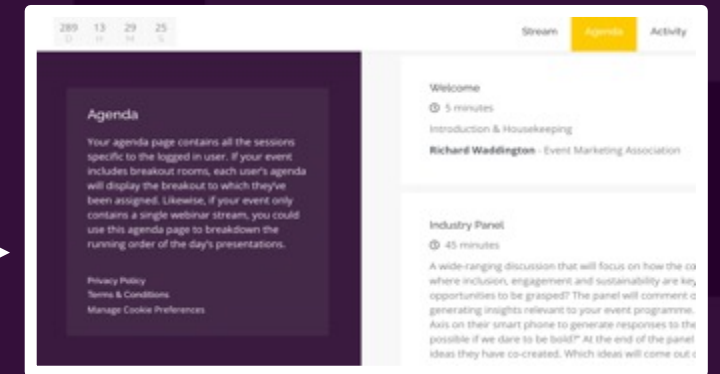 289 13 29 25
D H M S
Stream Agenda Activity
Agenda
Your agenda page contains all the sessions
specific to the logged in user. If your event
includes breakout rooms, each user's agenda
will display the breakout to which they've
been assigned. Likewise, if your event only
contains a single webinar stream, you could
use this agenda page to breakdown the
running order of the day's presentations.
Privacy Policy
Terms & Conditions
Manage Cookie Preferences
Welcome
5 minutes
Introduction & Housekeeping
Richard Waddington - Event Marketing Association
Industry Panel
45 minutes
A wide-ranging discussion that will focus on how the
where inclusion, engagement and sustainability are key
opportunities to be grasped? The panel will comment
generating insights relevant to your event programme.
Axis on their smart phone to generate responses to the
possible if we dare to be bold?" At the end of the panel
ideas they have co-created. Which ideas will come out